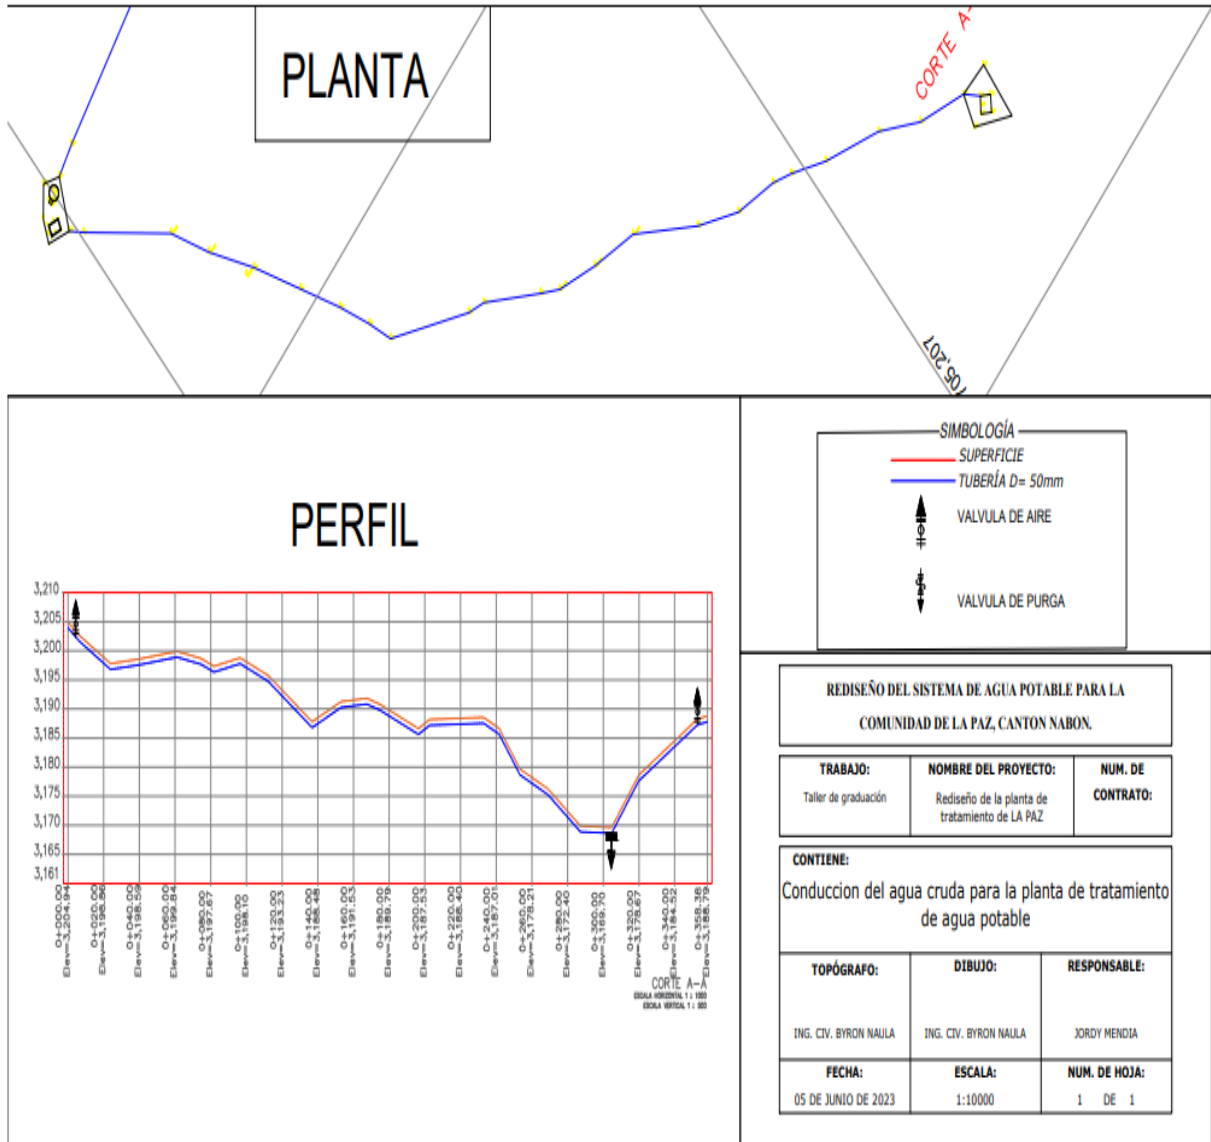 PLANTA
CORTE A-
705,207
PERFIL
3,210
3,205
3,200
3,195
3,190
3,185
3,180
3,175
3,170
3,165
3,161
0+000.00
Elev=3,204.94
0+020.00
Elev=3,198.86
0+040.00
Elev=3,198.59
0+060.00
Elev=3,199.84
0+080.00
Elev=3,197.67
0+100.00
Elev=3,198.10
0+120.00
Elev=3,193.23
0+140.00
Elev=3,188.48
0+160.00
Elev=3,191.53
0+180.00
Elev=3,189.79
0+200.00
Elev=3,187.53
0+220.00
Elev=3,188.40
0+240.00
Elev=3,187.01
0+260.00
Elev=3,178.21
0+280.00
Elev=3,172.40
0+300.00
Elev=3,169.70
0+320.00
Elev=3,178.67
0+340.00
Elev=3,184.52
0+358.38
Elev=3,188.79
CORTE A-A
ESCALA HORIZONTAL 1 : 1000
ESCALA VERTICAL 1 : 500
SIMBOLOGÍA
SUPERFICIE
TUBERÍA D= 50mm
VALVULA DE AIRE
VALVULA DE PURGA
REDISEÑO DEL SISTEMA DE AGUA POTABLE PARA LA
COMUNIDAD DE LA PAZ, CANTON NABON.
TRABAJO:
Taller de graduación
NOMBRE DEL PROYECTO:
Rediseño de la planta de
tratamiento de LA PAZ
NUM. DE
CONTRATO:
CONTIENE:
Conduccion del agua cruda para la planta de tratamiento
de agua potable
TOPÓGRAFO:
ING. CIV. BYRON NAULA
DIBUJO:
ING. CIV. BYRON NAULA
RESPONSABLE:
JORDY MENDIA
FECHA:
05 DE JUNIO DE 2023
ESCALA:
1:10000
NUM. DE HOJA:
1 DE 1